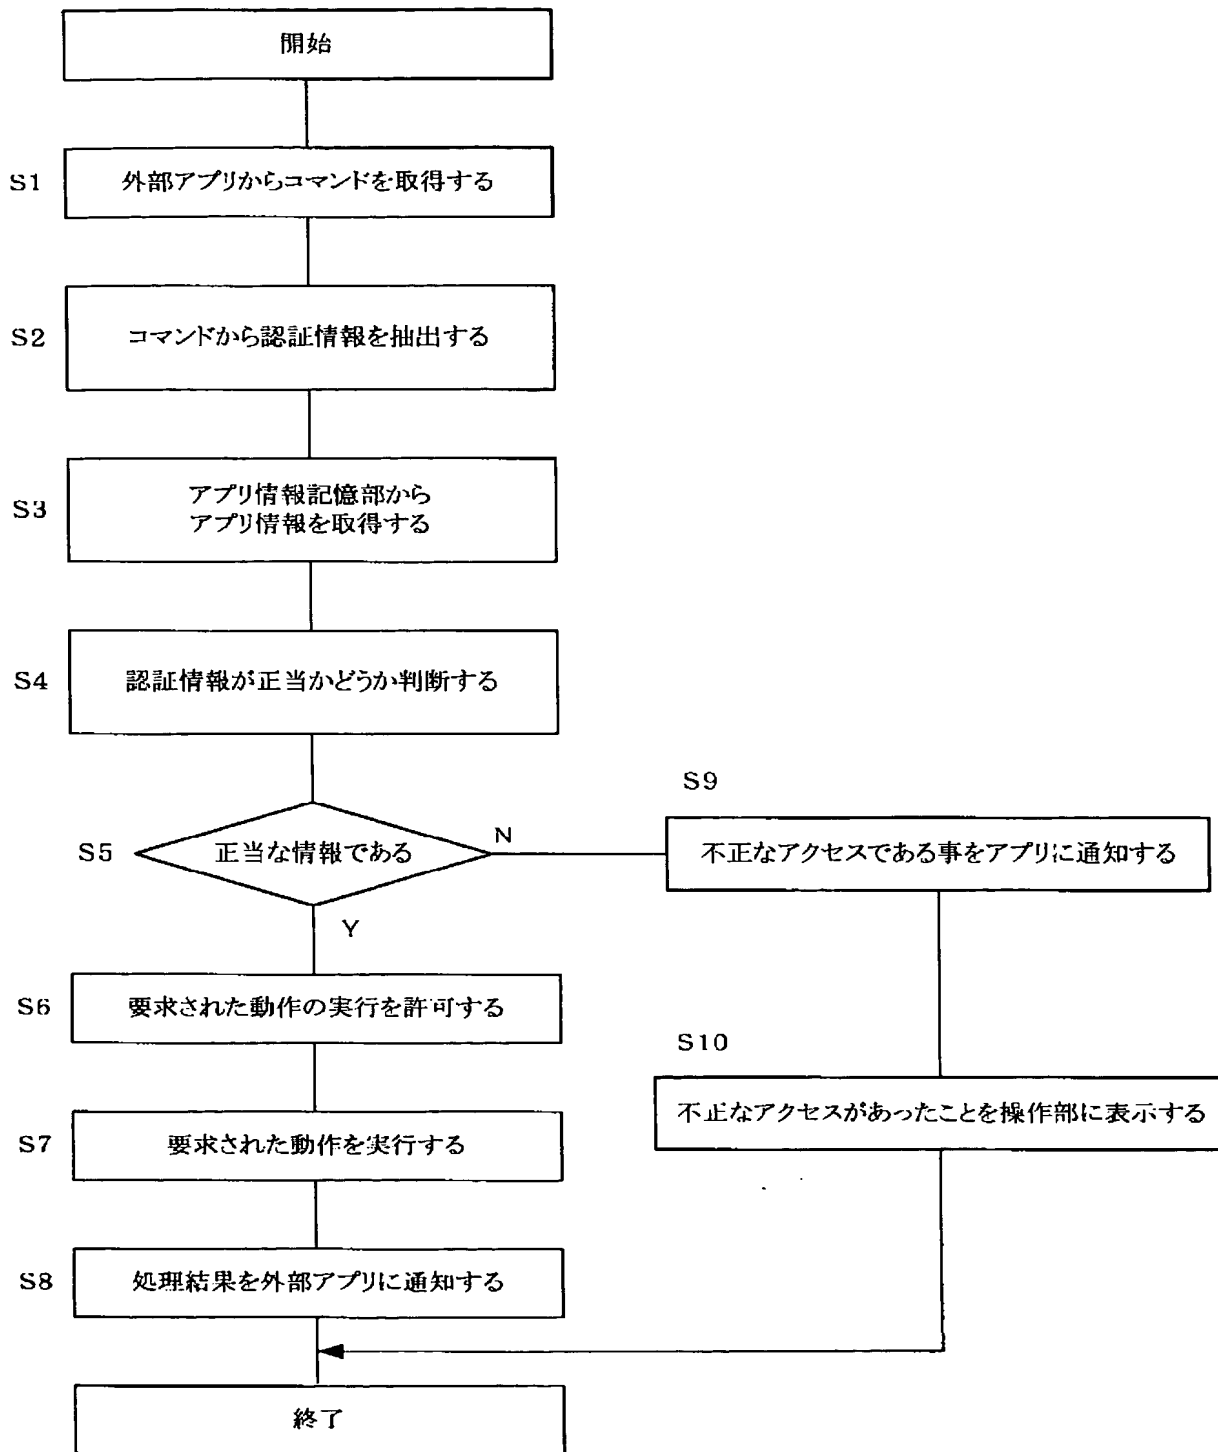 開始
S1
外部アプリからコマンドを取得する
S2
コマンドから認証情報を抽出する
S3
アプリ情報記憶部から
アプリ情報を取得する
S4
認証情報が正当かどうか判断する
S5
正当な情報である
N
Y
S9
不正なアクセスである事をアプリに通知する
S6
要求された動作の実行を許可する
S10
不正なアクセスがあったことを操作部に表示する
S7
要求された動作を実行する
S8
処理結果を外部アプリに通知する
終了